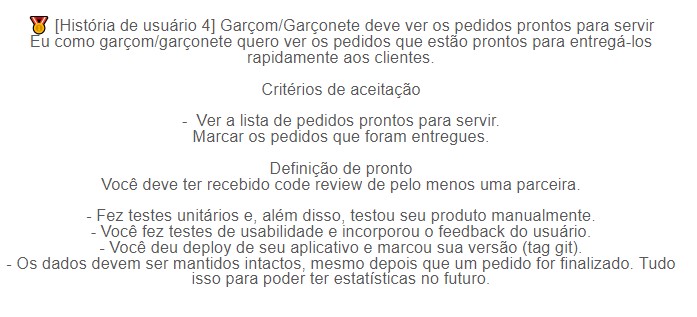 🏅 [História de usuário 4] Garçom/Garçonete deve ver os pedidos prontos para servir
Eu como garçom/garçonete quero ver os pedidos que estão prontos para entregá-los
rapidamente aos clientes.
Critérios de aceitação
- Ver a lista de pedidos prontos para servir.
Marcar os pedidos que foram entregues.
Definição de pronto
Você deve ter recebido code review de pelo menos uma parceira.
- Fez testes unitários e, além disso, testou seu produto manualmente.
- Você fez testes de usabilidade e incorporou o feedback do usuário.
- Você deu deploy de seu aplicativo e marcou sua versão (tag git).
- Os dados devem ser mantidos intactos, mesmo depois que um pedido for finalizado. Tudo
isso para poder ter estatísticas no futuro.